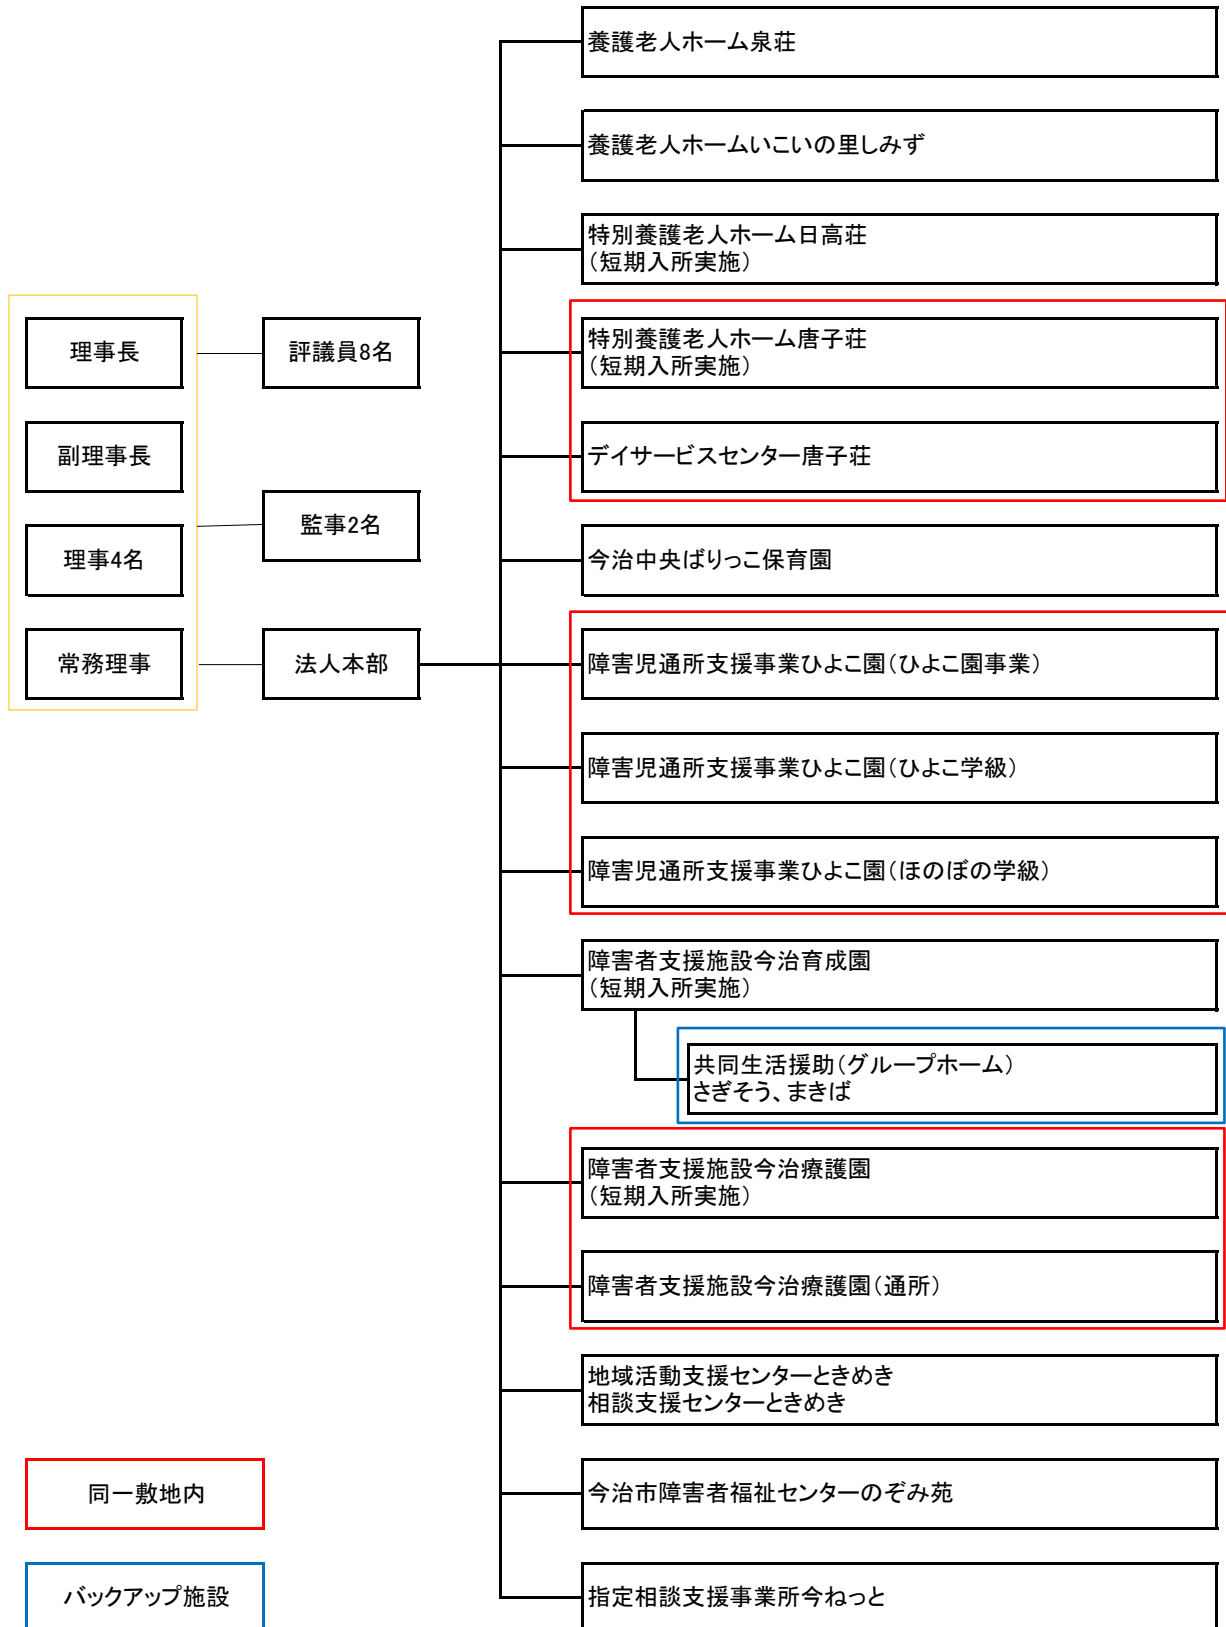 養護老人ホーム泉荘
養護老人ホームいこいの里しみず
特別養護老人ホーム日高荘
（短期入所実施）
理事長
評議員8名
特別養護老人ホーム唐子荘
（短期入所実施）
副理事長
デイサービスセンター唐子荘
監事2名
理事4名
今治中央ばりっこ保育園
常務理事
法人本部
障害児通所支援事業ひよこ園（ひよこ園事業）
障害児通所支援事業ひよこ園（ひよこ学級）
障害児通所支援事業ひよこ園（ほのぼの学級）
障害者支援施設今治育成園
（短期入所実施）
共同生活援助（グループホーム）
さぎそう、まきば
障害者支援施設今治療護園
（短期入所実施）
障害者支援施設今治療護園（通所）
地域活動支援センターときめき
相談支援センターときめき
同一敷地内
今治市障害者福祉センターのぞみ苑
バックアップ施設
指定相談支援事業所今ねっと